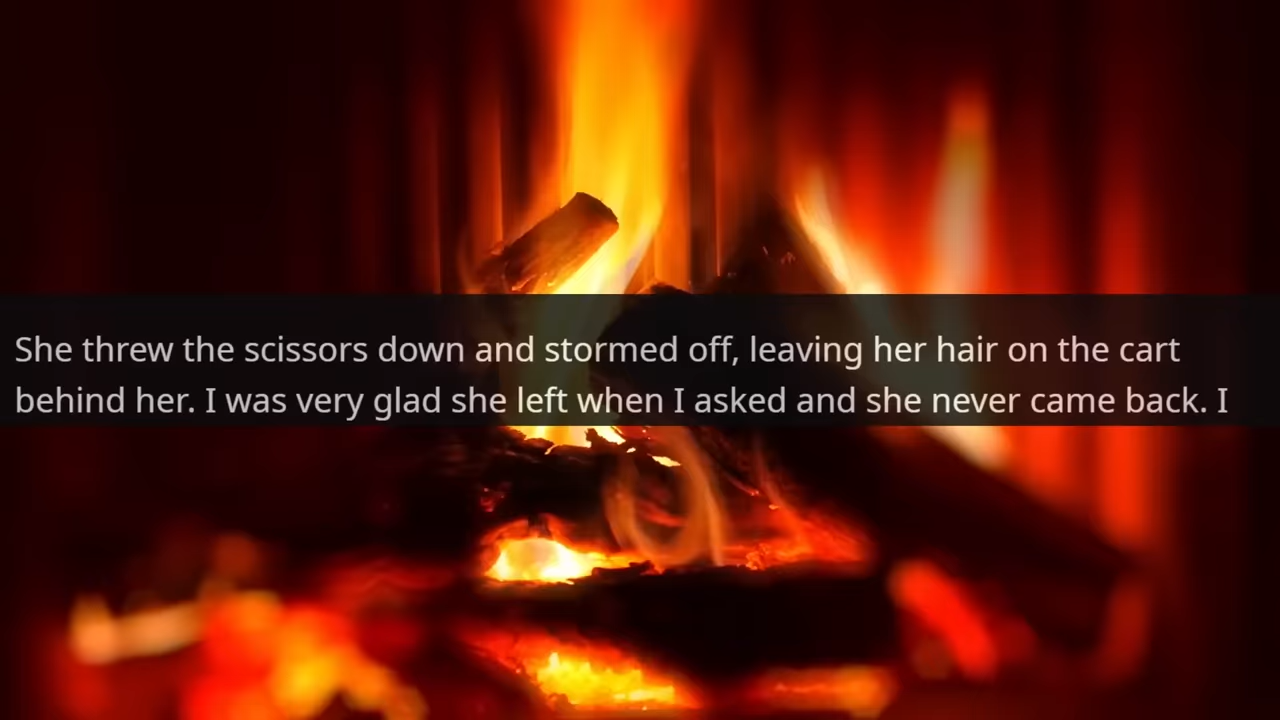 She threw the scissors down and stormed off, leaving her hair on the cart
behind her. I was very glad she left when I asked and she never came back. I